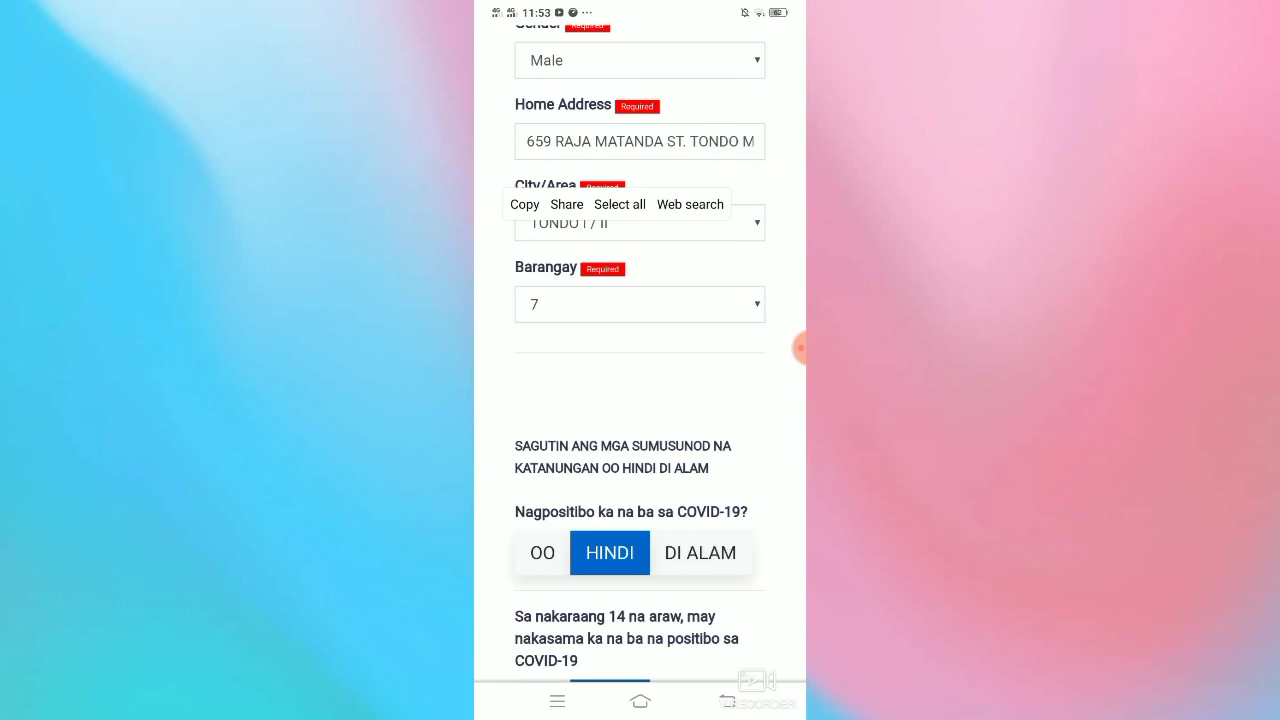 4G 4G 11:53 ... 62
Gender Required
Male
Home Address Required
659 RAJA MATANDA ST. TONDO M
City/Area Required
Copy Share Select all Web search
TONDO I / II
Barangay Required
7
SAGUTIN ANG MGA SUMUSUNOD NA
KATANUNGAN OO HINDI DI ALAM
Nagpositibo ka na ba sa COVID-19?
OO HINDI DI ALAM
Sa nakaraang 14 na araw, may
nakasama ka na ba na positibo sa
COVID-19